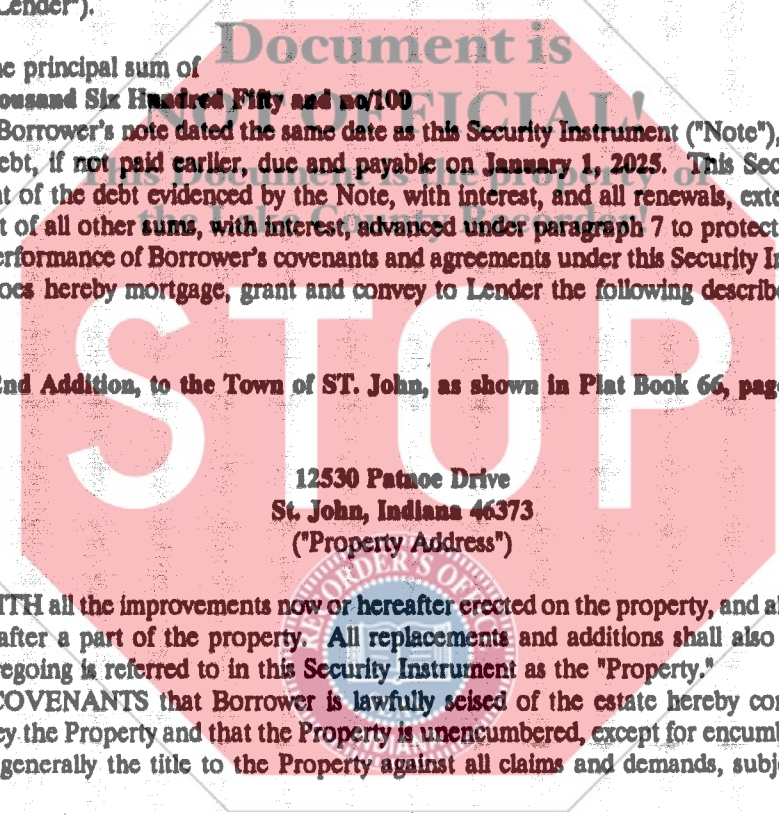 Lender").
Document is
e principal sum of
ousand Six Hundred Fifty and no/100
NOT OFFICIAL!
Borrower's note dated the same date as this Security Instrument ("Note"),
ebt, if not paid earlier, due and payable on January 1, 2025. This Sec
This Document is the property of
t of the debt evidenced by the Note, with interest, and all renewals, exte
the Lake County Recorder!
t of all other sums, with interest, advanced under paragraph 7 to protect
erformance of Borrower's covenants and agreements under this Security In
oes hereby mortgage, grant and convey to Lender the following describe
STOP
2nd Addition, to the Town of ST. John, as shown in Plat Book 66, pag
12530 Patnoe Drive
St. John, Indiana 46373
("Property Address")
RECORDER'S OFFICE
ITH all the improvements now or hereafter erected on the property, and a
after a part of the property. All replacements and additions shall also
regoing is referred to in this Security Instrument as the "Property."
COVENANTS that Borrower is lawfully seised of the estate hereby con
ey the Property and that the Property is unencumbered, except for encumb
INDIANA
generally the title to the Property against all claims and demands, subj